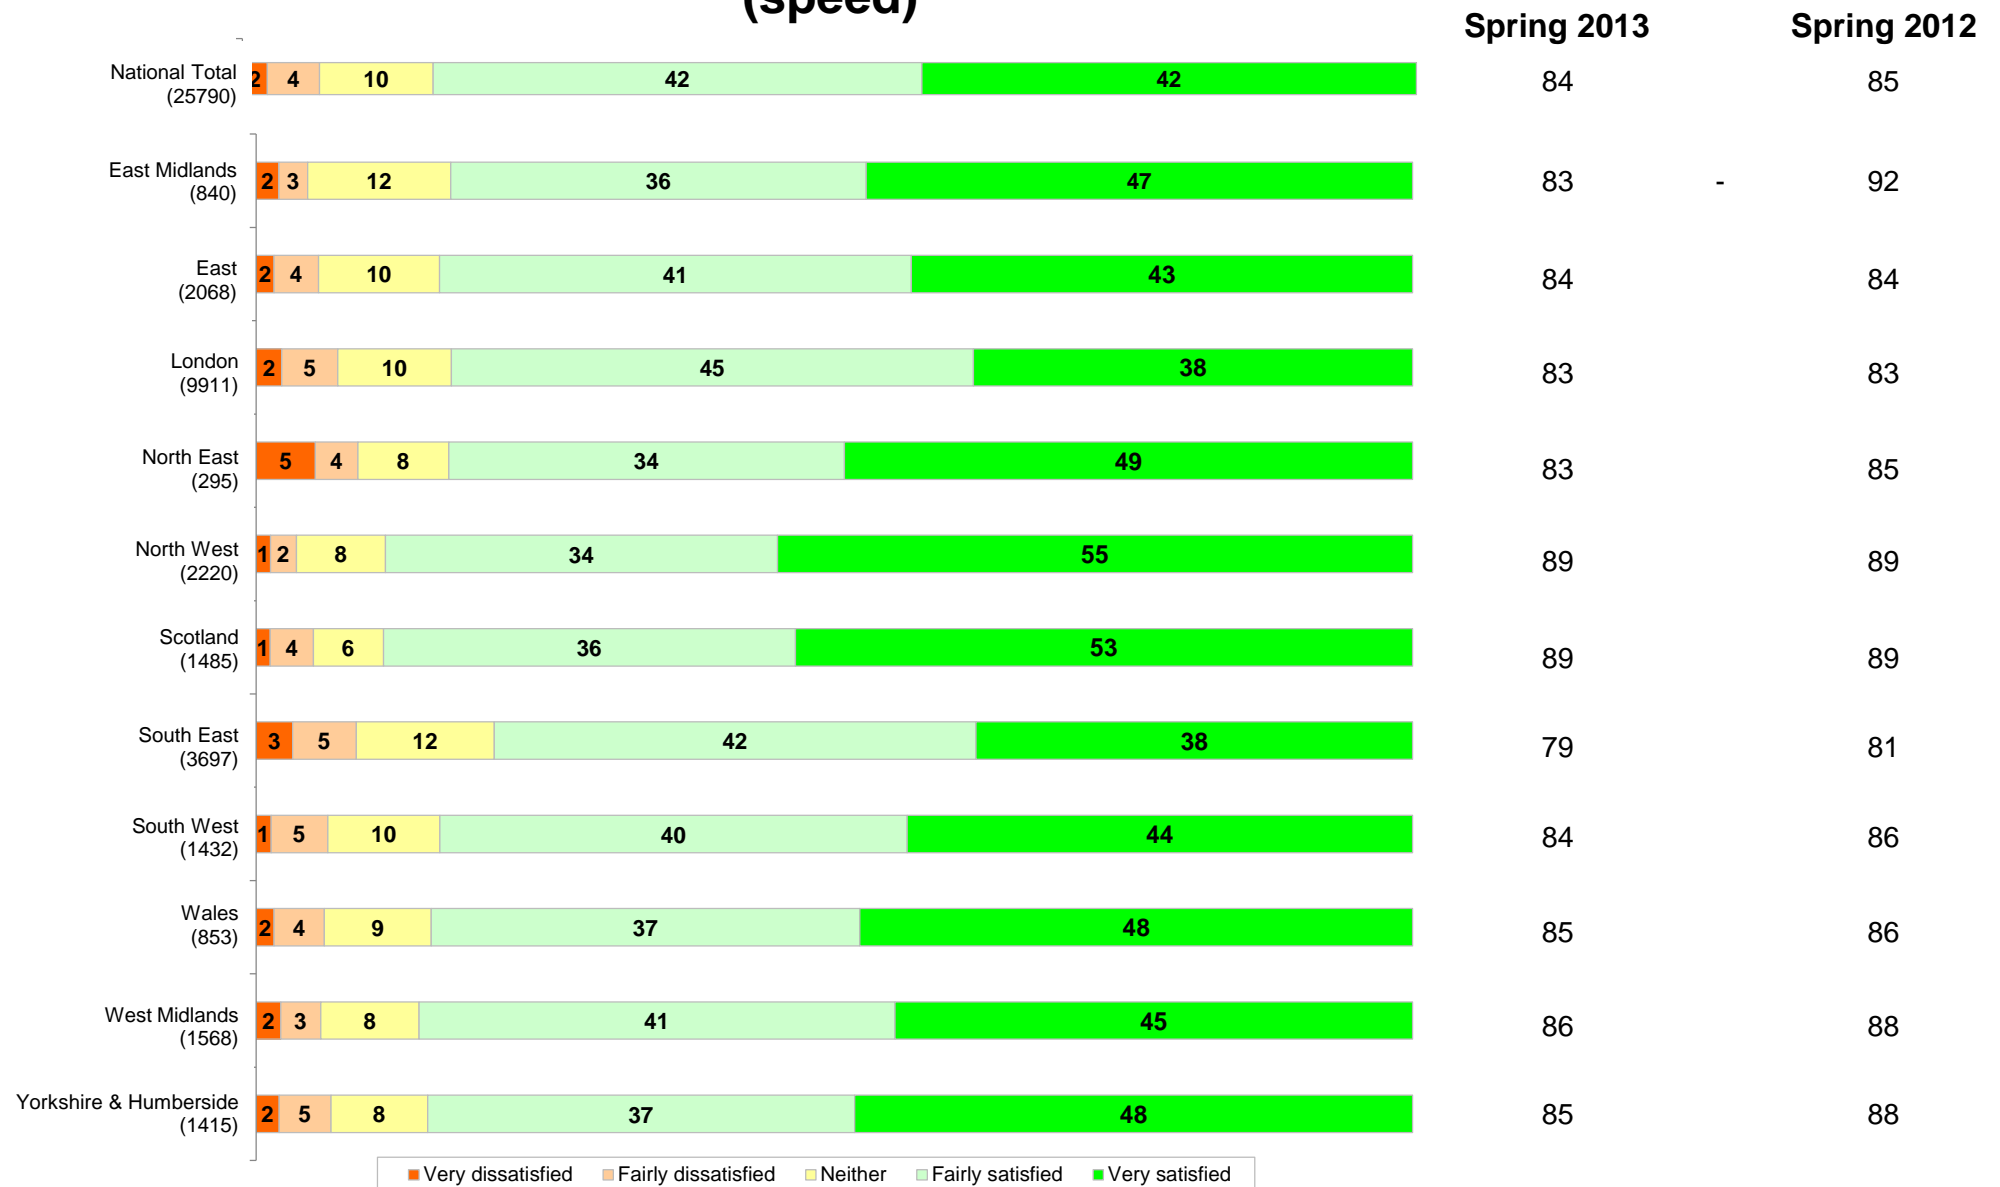 (speed)
Spring 2013 Spring 2012
National Total
(25790)
2 4 10 42 42 84 85
East Midlands
(840)
2 3 12 36 47 83 - 92
East
(2068)
2 4 10 41 43 84 84
London
(9911)
2 5 10 45 38 83 83
North East
(295)
5 4 8 34 49 83 85
North West
(2220)
1 2 8 34 55 89 89
Scotland
(1485)
1 4 6 36 53 89 89
South East
(3697)
3 5 12 42 38 79 81
South West
(1432)
1 5 10 40 44 84 86
Wales
(853)
2 4 9 37 48 85 86
West Midlands
(1568)
2 3 8 41 45 86 88
Yorkshire & Humberside
(1415)
2 5 8 37 48 85 88
Very dissatisfied Fairly dissatisfied Neither Fairly satisfied Very satisfied